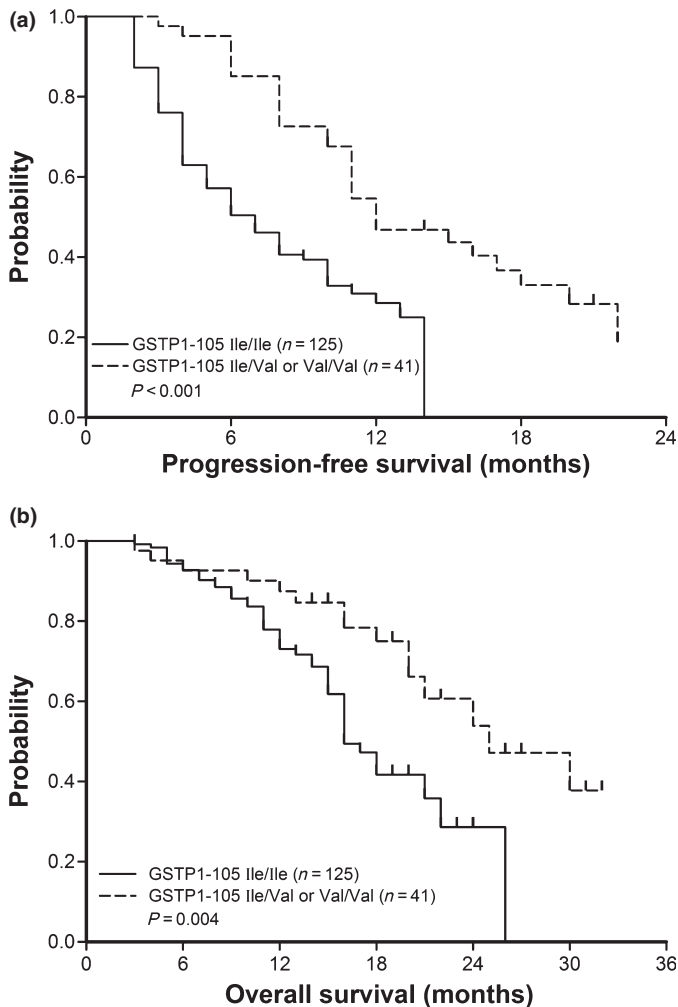 (a)
1.0
0.8
0.6
0.4
0.2
0.0
Probability
GSTP1-105 Ile/Ile (n = 125)
GSTP1-105 Ile/Val or Val/Val (n = 41)
P < 0.001
0 6 12 18 24
Progression-free survival (months)
(b)
1.0
0.8
0.6
0.4
0.2
0.0
Probability
GSTP1-105 Ile/Ile (n = 125)
GSTP1-105 Ile/Val or Val/Val (n = 41)
P = 0.004
0 6 12 18 24 30 36
Overall survival (months)